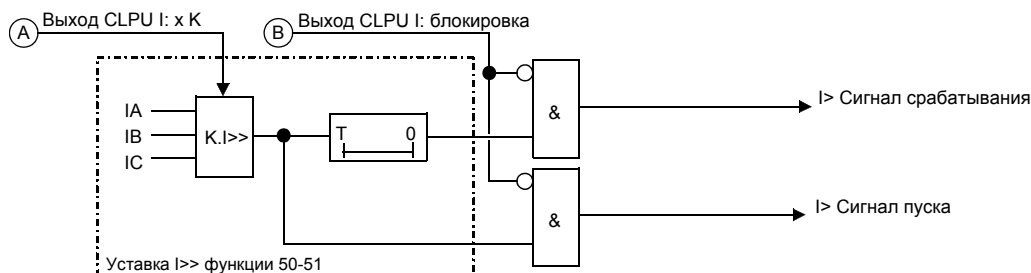 A Выход CLPU I: x K
B Выход CLPU I: блокировка
IA
IB
IC
K.I>>
T 0
&
I> Сигнал срабатывания
&
I> Сигнал пуска
Уставка I>> функции 50-51